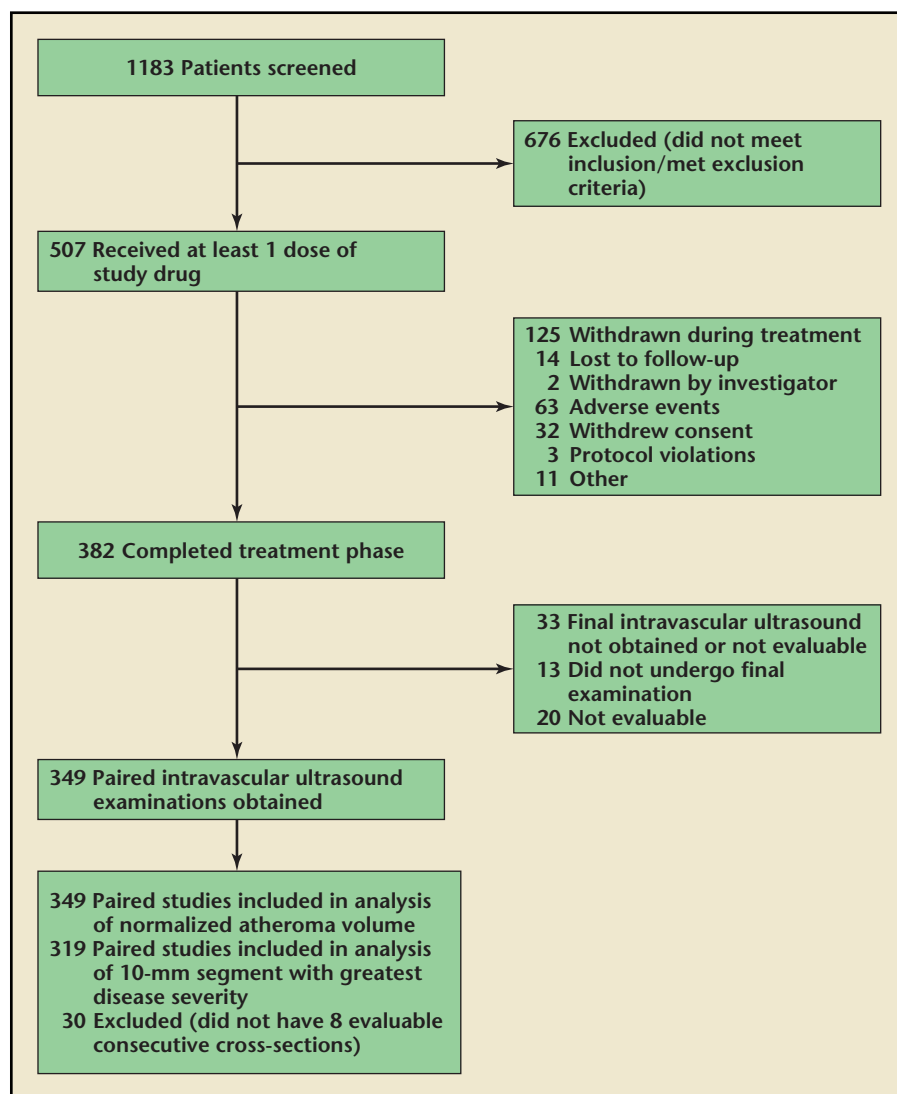 1183 Patients screened
676 Excluded (did not meet
inclusion/met exclusion
criteria)
507 Received at least 1 dose of
study drug
125 Withdrawn during treatment
14 Lost to follow-up
2 Withdrawn by investigator
63 Adverse events
32 Withdrew consent
3 Protocol violations
11 Other
382 Completed treatment phase
33 Final intravascular ultrasound
not obtained or not evaluable
13 Did not undergo final
examination
20 Not evaluable
349 Paired intravascular ultrasound
examinations obtained
349 Paired studies included in analysis
of normalized atheroma volume
319 Paired studies included in analysis
of 10-mm segment with greatest
disease severity
30 Excluded (did not have 8 evaluable
consecutive cross-sections)